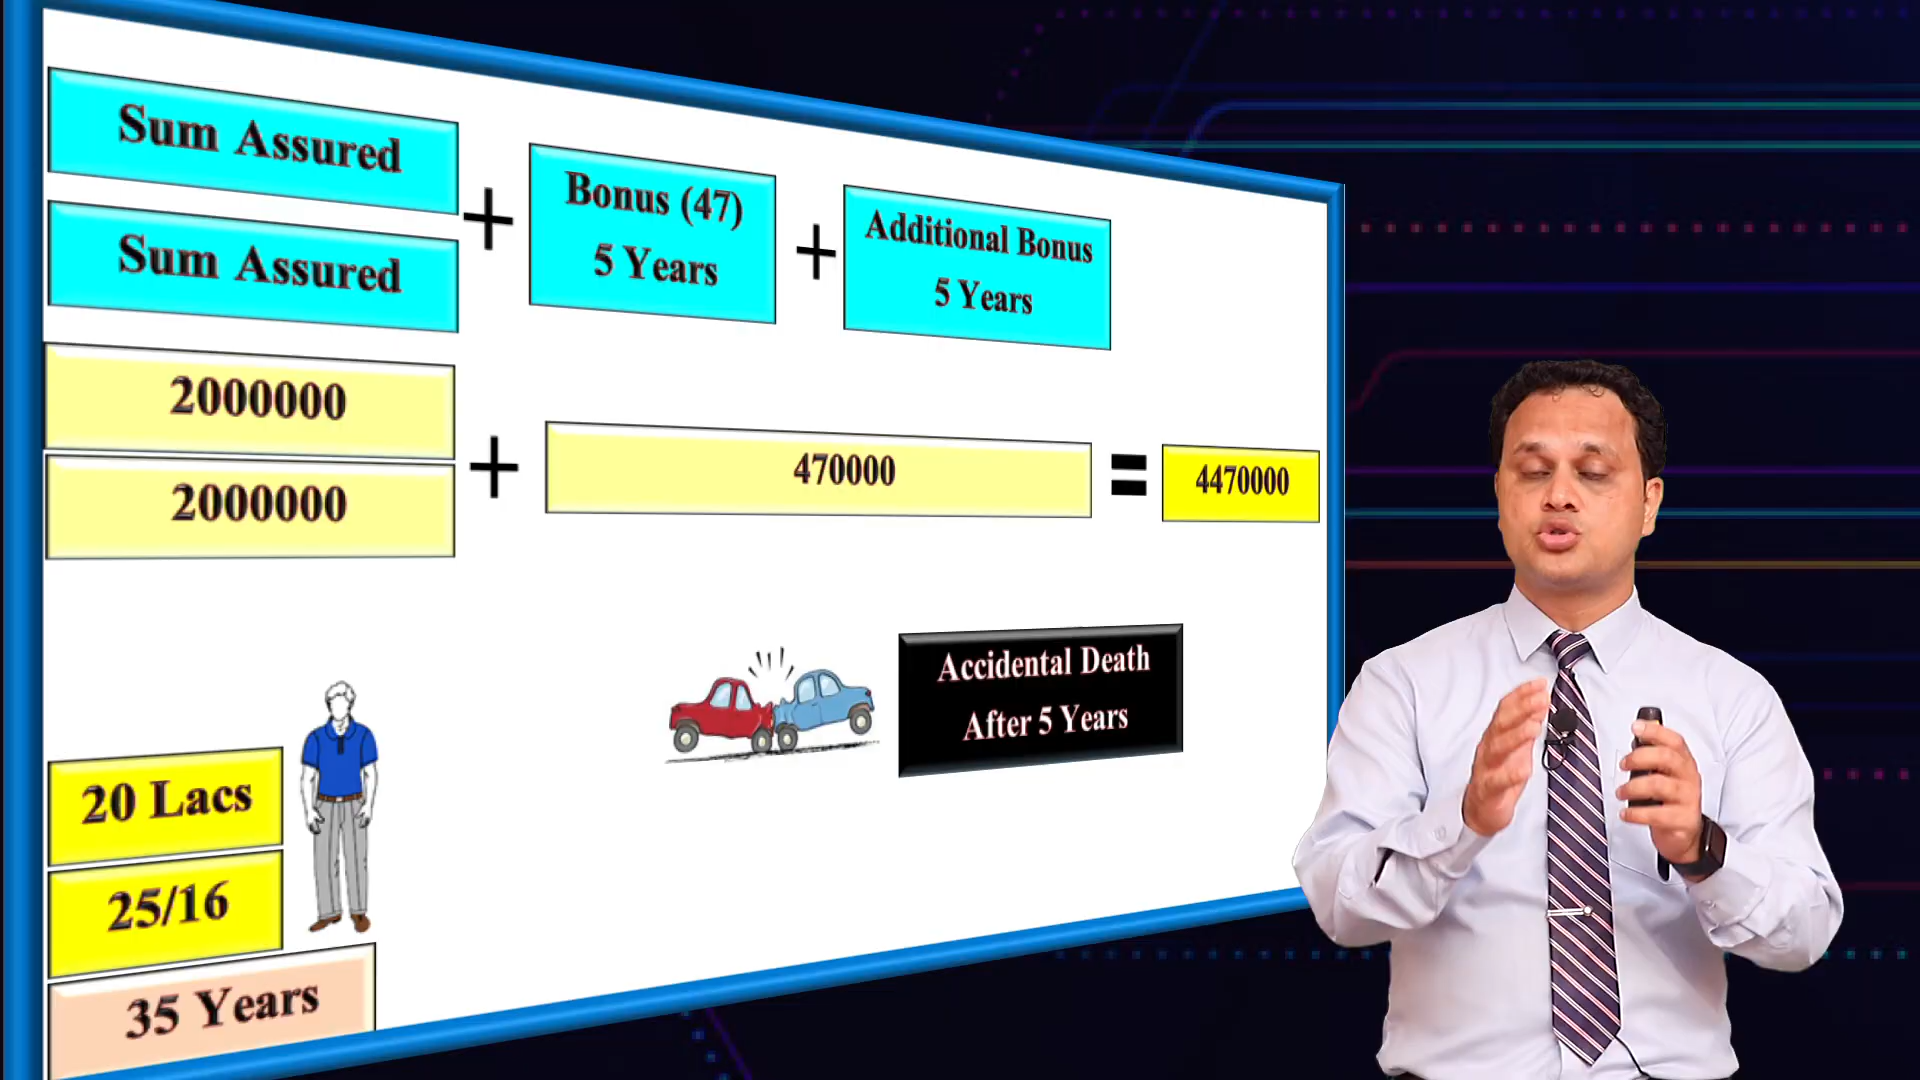 Sum Assured
Sum Assured
+
Bonus (47)
5 Years
+
Additional Bonus
5 Years
2000000
2000000
+
470000
=
4470000
Accidental Death
After 5 Years
20 Lacs
25/16
35 Years